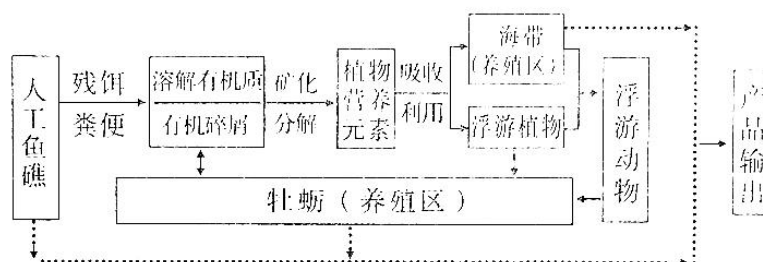 人工鱼礁
残饵
粪便
溶解有机质
有机碎屑
矿化
分解
植物
营养
元素
吸收
利用
海带
(养殖区)
浮游植物
浮游动物
产品输出
牡蛎(养殖区)